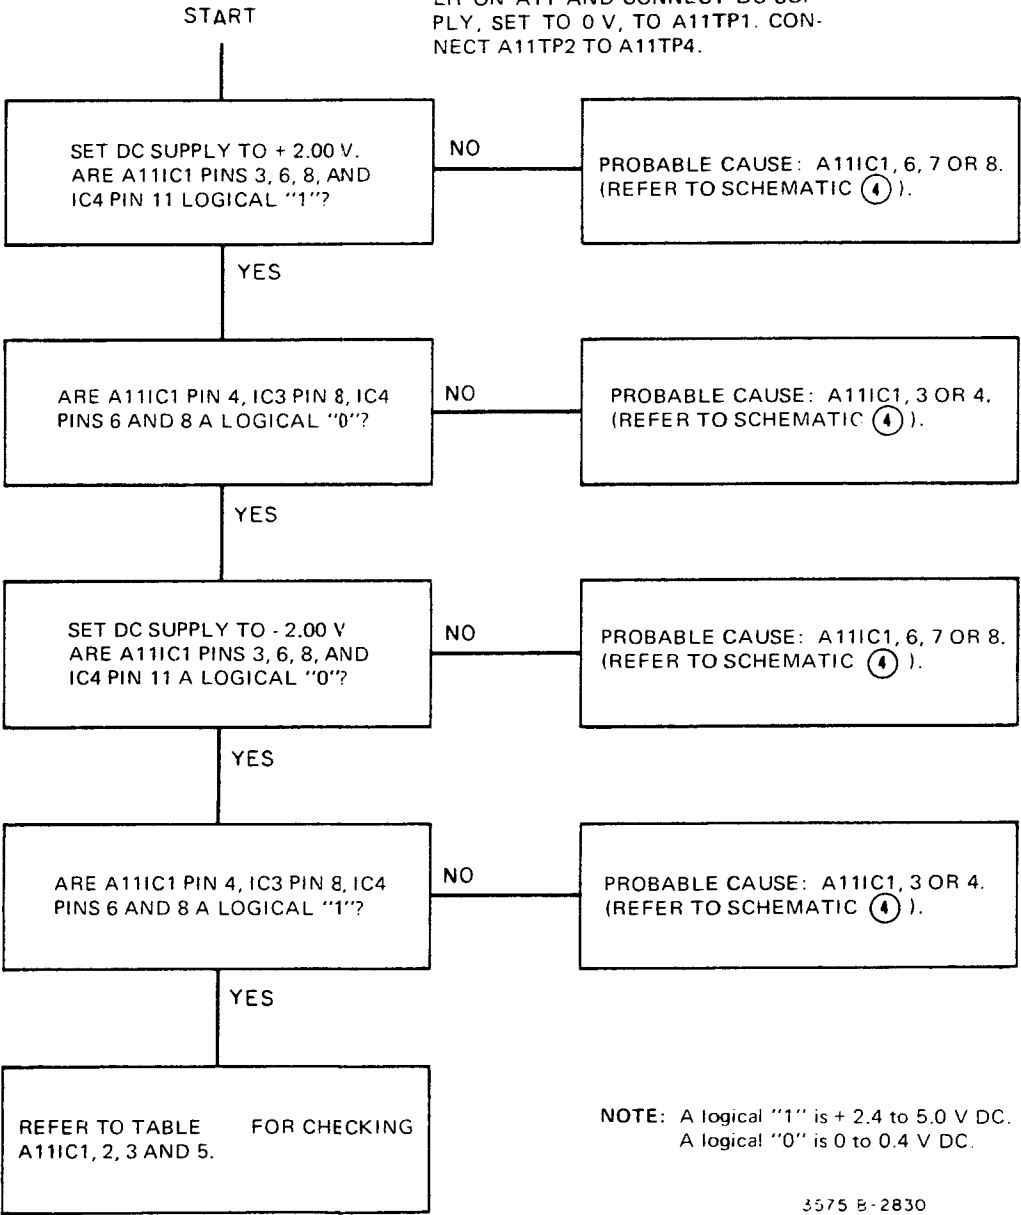 START
ER ON A11 AND CONNECT DC SUP-
PLY, SET TO 0 V, TO A11TP1. CON-
NECT A11TP2 TO A11TP4.
SET DC SUPPLY TO + 2.00 V.
ARE A11IC1 PINS 3, 6, 8, AND
IC4 PIN 11 LOGICAL "1"?
NO
PROBABLE CAUSE: A11IC1, 6, 7 OR 8.
(REFER TO SCHEMATIC 4 ).
YES
ARE A11IC1 PIN 4, IC3 PIN 8, IC4
PINS 6 AND 8 A LOGICAL "0"?
NO
PROBABLE CAUSE: A11IC1, 3 OR 4.
(REFER TO SCHEMATIC 4 ).
YES
SET DC SUPPLY TO - 2.00 V
ARE A11IC1 PINS 3, 6, 8, AND
IC4 PIN 11 A LOGICAL "0"?
NO
PROBABLE CAUSE: A11IC1, 6, 7 OR 8.
(REFER TO SCHEMATIC 4 ).
YES
ARE A11IC1 PIN 4, IC3 PIN 8, IC4
PINS 6 AND 8 A LOGICAL "1"?
NO
PROBABLE CAUSE: A11IC1, 3 OR 4.
(REFER TO SCHEMATIC 4 ).
YES
REFER TO TABLE FOR CHECKING
A11IC1, 2, 3 AND 5.
NOTE: A logical "1" is + 2.4 to 5.0 V DC.
A logical "0" is 0 to 0.4 V DC.
3575 B-2830